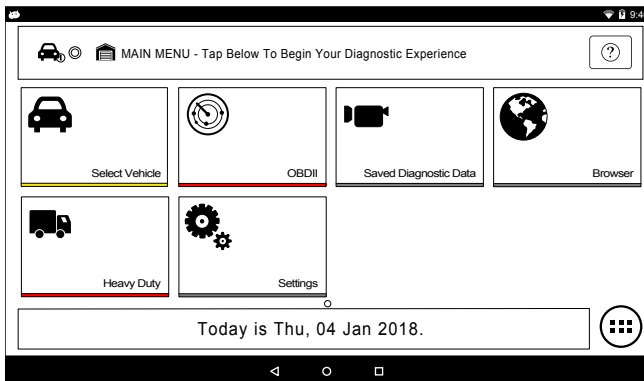 9:4
MAIN MENU - Tap Below To Begin Your Diagnostic Experience
?
Select Vehicle
OBDII
Saved Diagnostic Data
Browser
Heavy Duty
Settings
Today is Thu, 04 Jan 2018.